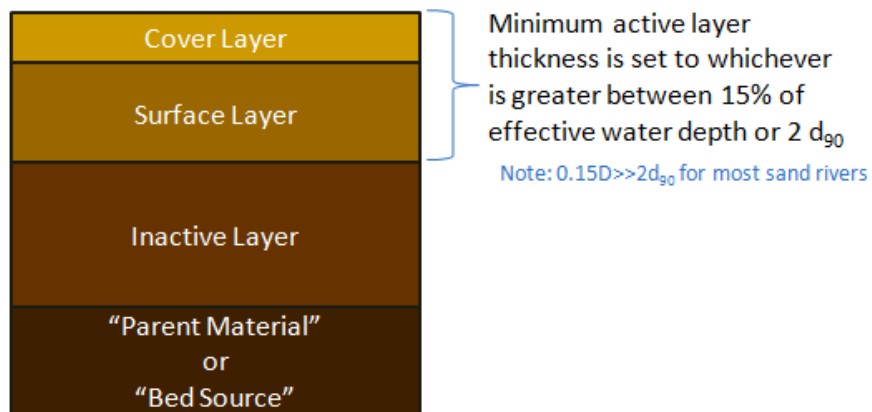 Cover Layer
Surface Layer
Inactive Layer
“Parent Material”
or
“Bed Source”
Minimum active layer
thickness is set to whichever
is greater between 15% of
effective water depth or 2 d₉₀
Note: 0.15D>>2d₉₀ for most sand rivers